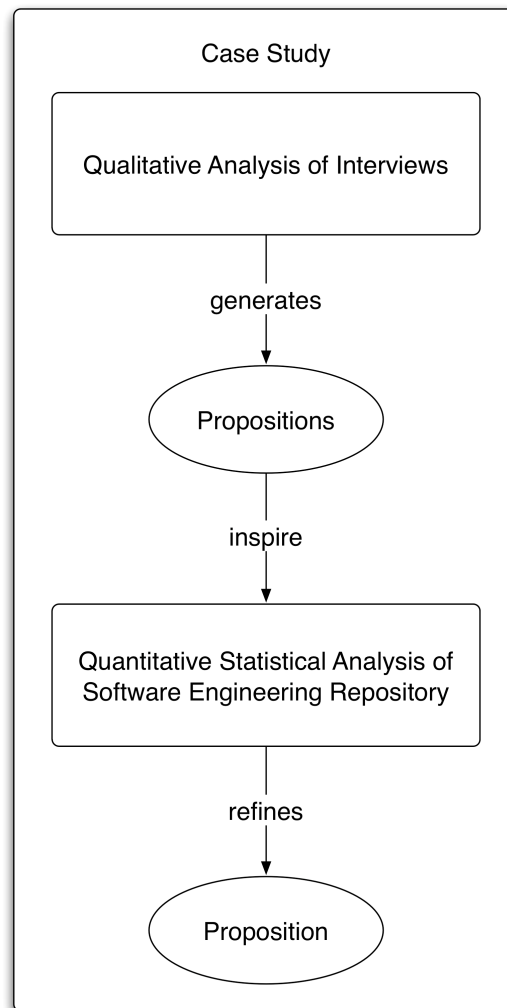 Case Study
Qualitative Analysis of Interviews
generates
Propositions
inspire
Quantitative Statistical Analysis of
Software Engineering Repository
refines
Proposition